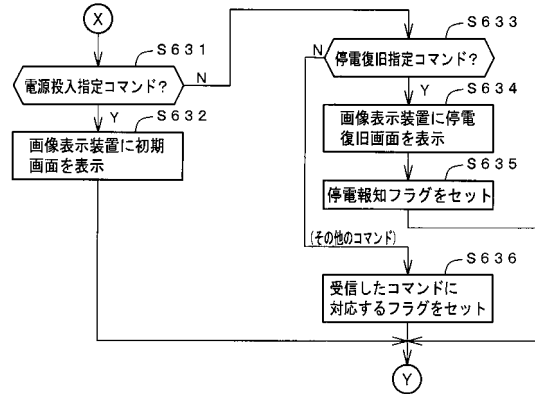 X
S631
電源投入指定コマンド?
N
Y
S632
画像表示装置に初期
画面を表示
S633
N
停電復旧指定コマンド?
Y
S634
画像表示装置に停電
復旧画面を表示
S635
停電報知フラグをセット
(その他のコマンド)
S636
受信したコマンドに
対応するフラグをセット
Y